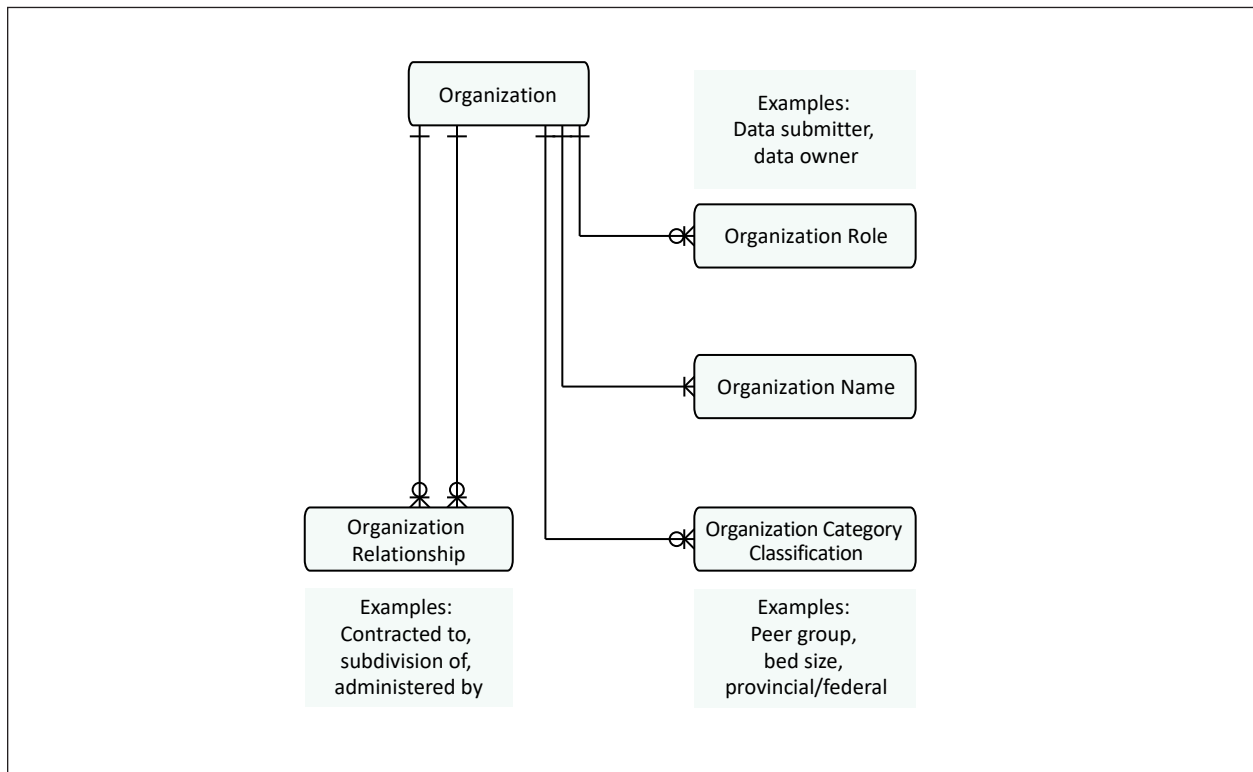 Organization
Examples:
Data submitter,
data owner
Organization Role
Organization Name
Organization
Relationship
Organization Category
Classification
Examples:
Contracted to,
subdivision of,
administered by
Examples:
Peer group,
bed size,
provincial/federal